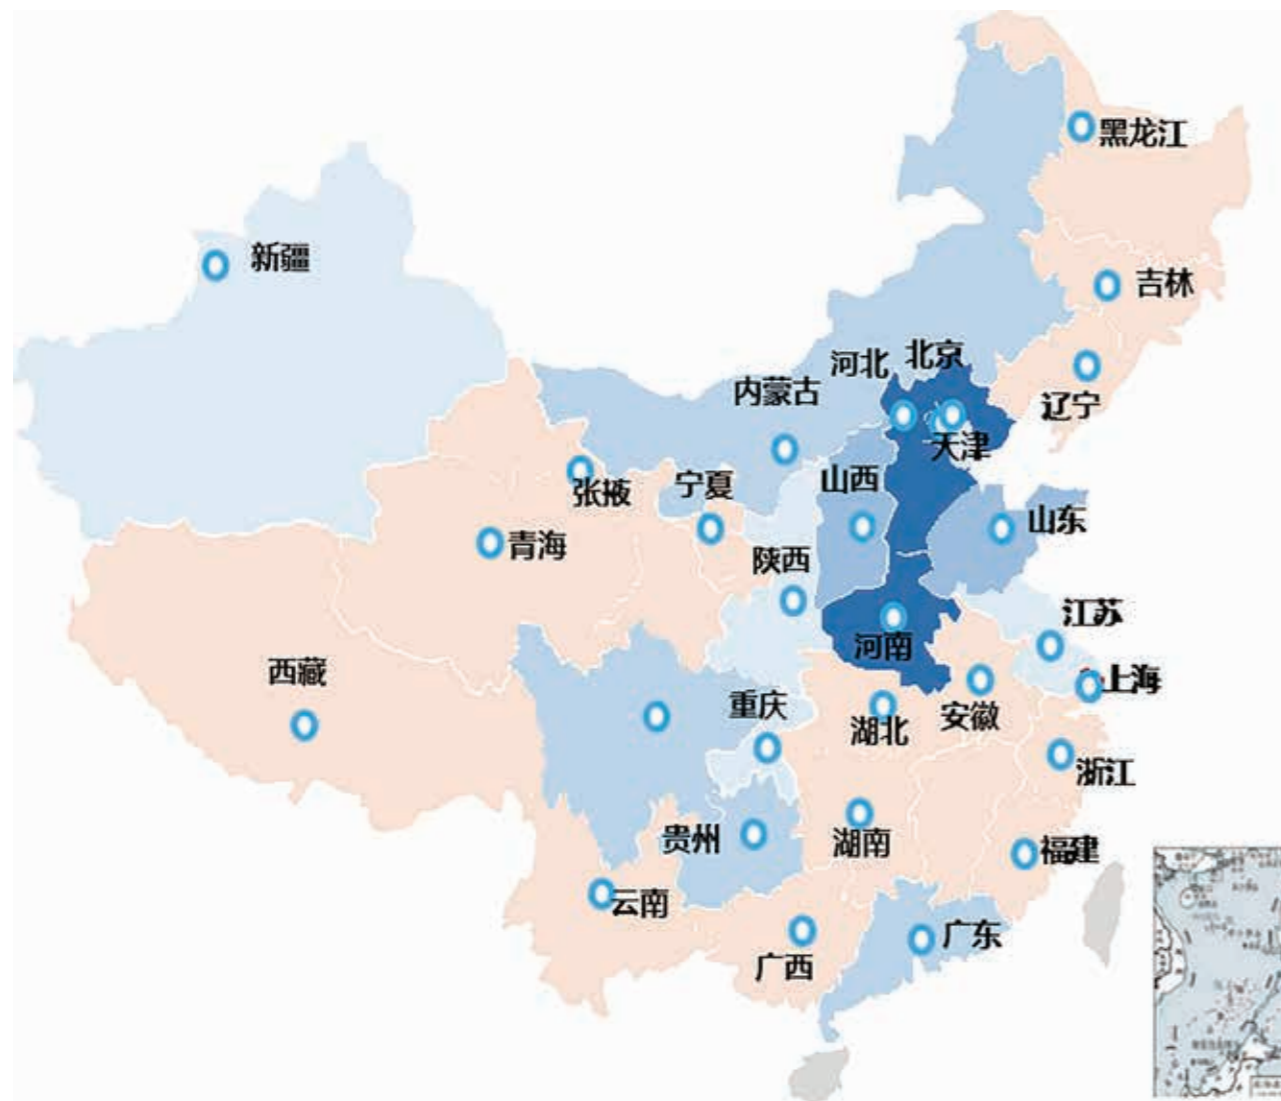 黑龙江
新疆
吉林
北京
河北
内蒙古
辽宁
天津
山西
宁夏
张掖
山东
青海
陕西
江苏
河南
西藏
上海
重庆
安徽
湖北
浙江
贵州
湖南
福建
云南
广东
广西